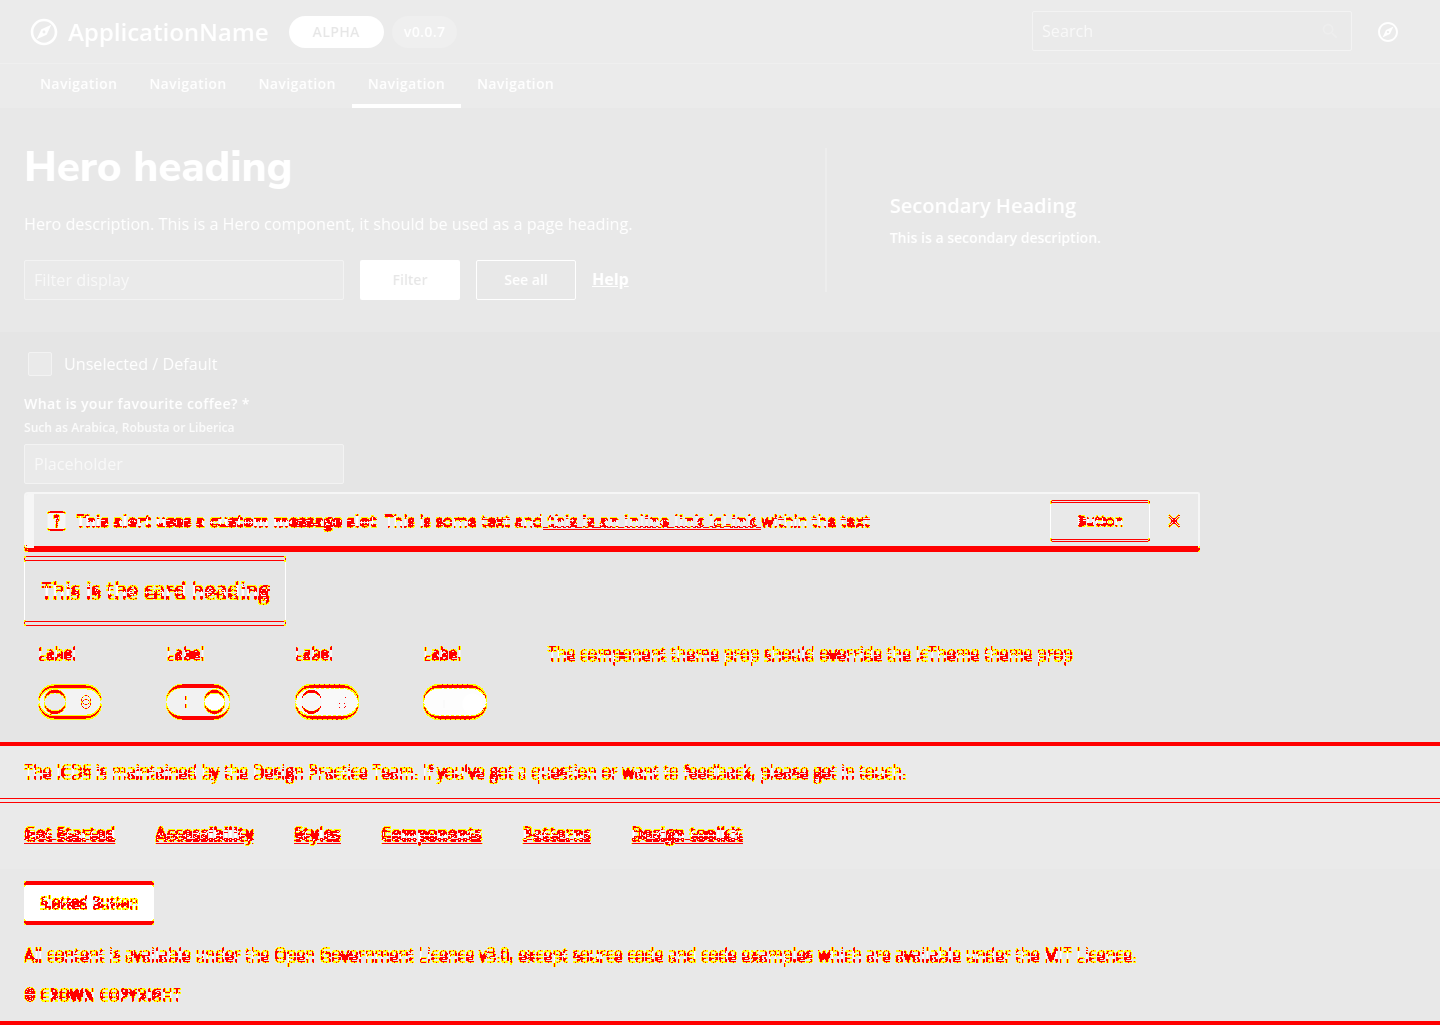 ApplicationName ALPHA v0.0.7 Search
Navigation Navigation Navigation Navigation Navigation
Hero heading
Hero description. This is a Hero component, it should be used as a page heading.
Secondary Heading
This is a secondary description.
Filter display Filter See all Help
Unselected / Default
What is your favourite coffee? *
Such as Arabica, Robusta or Liberica
Placeholder
This alert uses a custom message slot. This is some text and this is an inline link within the text Button
This is the card heading
Label Label Label Label The component theme prop should override the IcTheme theme prop
The ICDS is maintained by the Design Practice Team. If you've got a question or want to feedback, please get in touch.
Get Started Accessibility Styles Components Patterns Design toolkit
Slotted Button
All content is available under the Open Government Licence v3.0, except source code and code examples which are available under the MIT Licence.
© CROWN COPYRIGHT